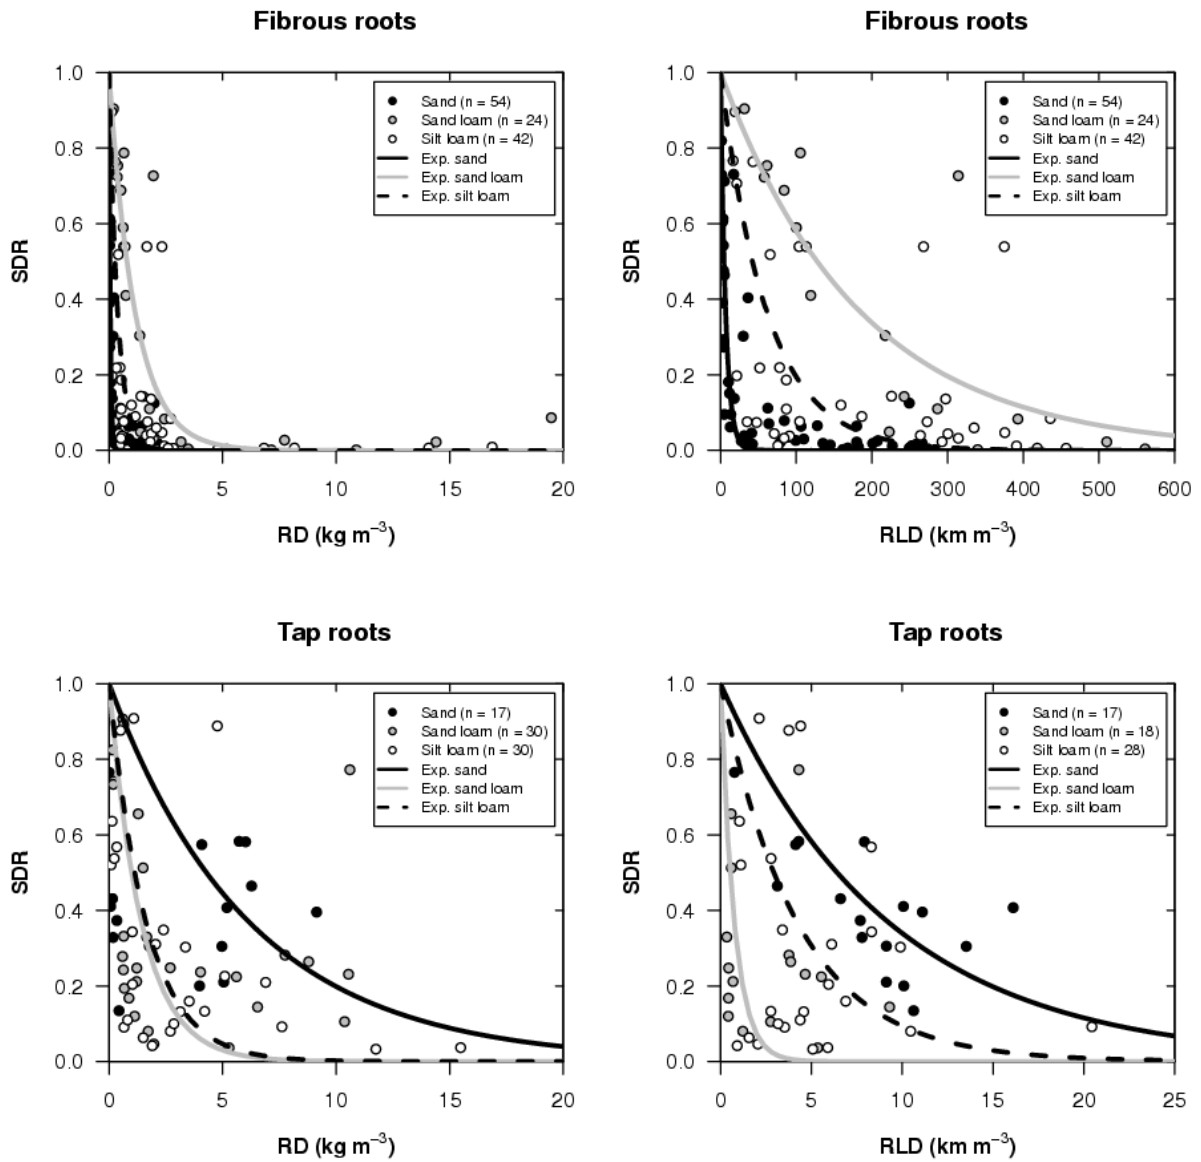 Fibrous roots
1.0
0.8
0.6
0.4
0.2
0.0
SDR
Sand (n = 54)
Sand loam (n = 24)
Silt loam (n = 42)
Exp. sand
Exp. sand loam
Exp. silt loam
0 5 10 15 20
RD (kg m⁻³)
Fibrous roots
1.0
0.8
0.6
0.4
0.2
0.0
SDR
Sand (n = 54)
Sand loam (n = 24)
Silt loam (n = 42)
Exp. sand
Exp. sand loam
Exp. silt loam
0 100 200 300 400 500 600
RLD (km m⁻³)
Tap roots
1.0
0.8
0.6
0.4
0.2
0.0
SDR
Sand (n = 17)
Sand loam (n = 30)
Silt loam (n = 30)
Exp. sand
Exp. sand loam
Exp. silt loam
0 5 10 15 20
RD (kg m⁻³)
Tap roots
1.0
0.8
0.6
0.4
0.2
0.0
SDR
Sand (n = 17)
Sand loam (n = 18)
Silt loam (n = 28)
Exp. sand
Exp. sand loam
Exp. silt loam
0 5 10 15 20 25
RLD (km m⁻³)